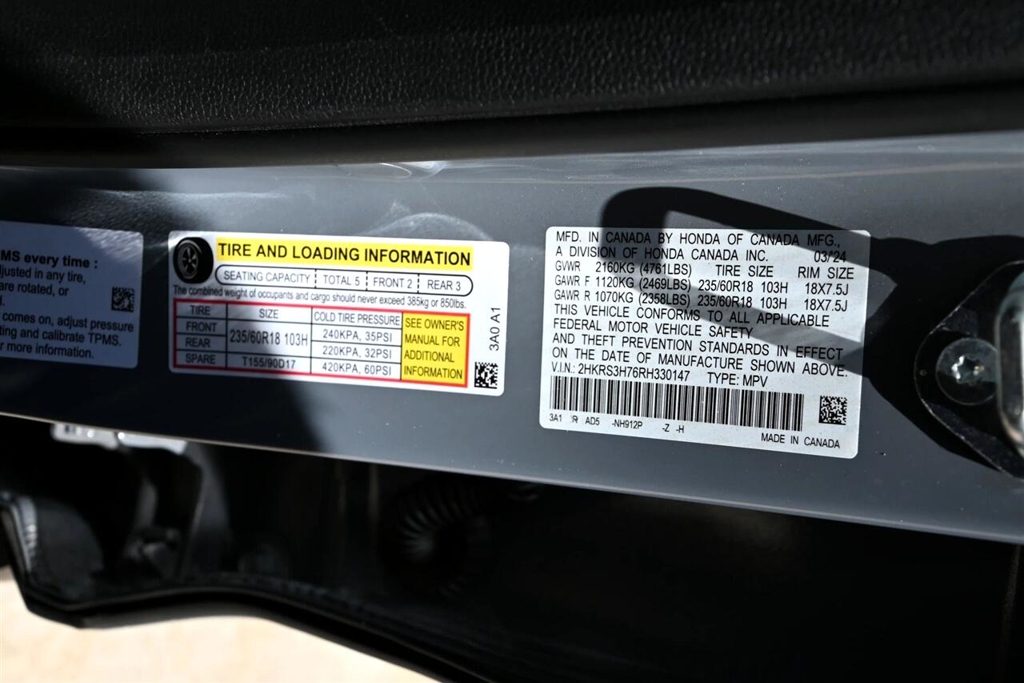 MS every time :
djusted in any tire,
are rotated, or
comes on, adjust pressure
ting and calibrate TPMS.
r more information.
TIRE AND LOADING INFORMATION
SEATING CAPACITY TOTAL 5 FRONT 2 REAR 3
The combined weight of occupants and cargo should never exceed 385kg or 850lbs.
TIRE SIZE COLD TIRE PRESSURE
FRONT 235/60R18 103H 240KPA, 35PSI
REAR 220KPA, 32PSI
SPARE T155/90D17 420KPA, 60PSI
SEE OWNER'S
MANUAL FOR
ADDITIONAL
INFORMATION
3A0 A1
MFD. IN CANADA BY HONDA OF CANADA MFG.,
A DIVISION OF HONDA CANADA INC. 03/24
GVWR 2160KG (4761LBS) TIRE SIZE RIM SIZE
GAWR F 1120KG (2469LBS) 235/60R18 103H 18X7.5J
GAWR R 1070KG (2358LBS) 235/60R18 103H 18X7.5J
THIS VEHICLE CONFORMS TO ALL APPLICABLE
FEDERAL MOTOR VEHICLE SAFETY
AND THEFT PREVENTION STANDARDS IN EFFECT
ON THE DATE OF MANUFACTURE SHOWN ABOVE.
V.I.N.: 2HKRS3H76RH330147 TYPE: MPV
3A1 R AD5 -NH912P -Z -H
MADE IN CANADA